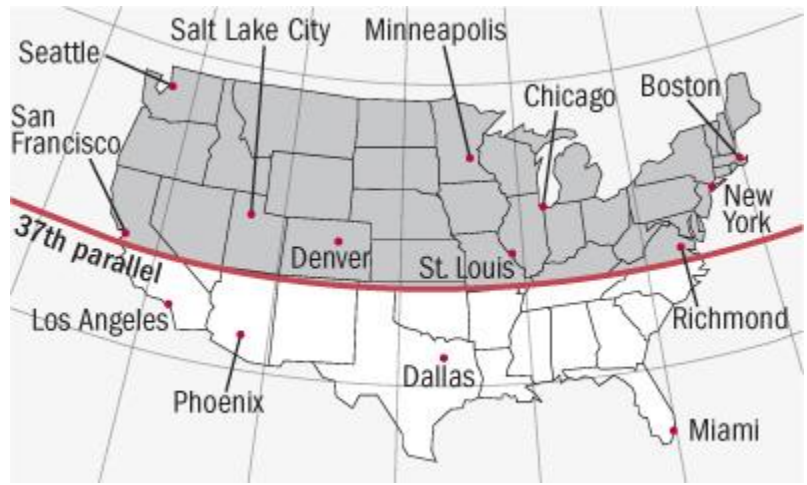 Salt Lake City
Minneapolis
Seattle
Boston
Chicago
San
Francisco
New
York
37th parallel
Denver
St. Louis
Los Angeles
Richmond
Dallas
Phoenix
Miami